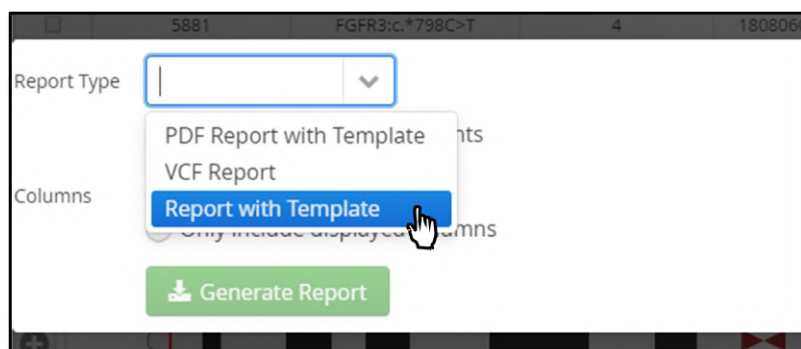 5881 FGFR3:c.*798C>T 4 180806
Report Type
PDF Report with Template
nts
VCF Report
Columns
Report with Template
Only include displayed columns
Generate Report